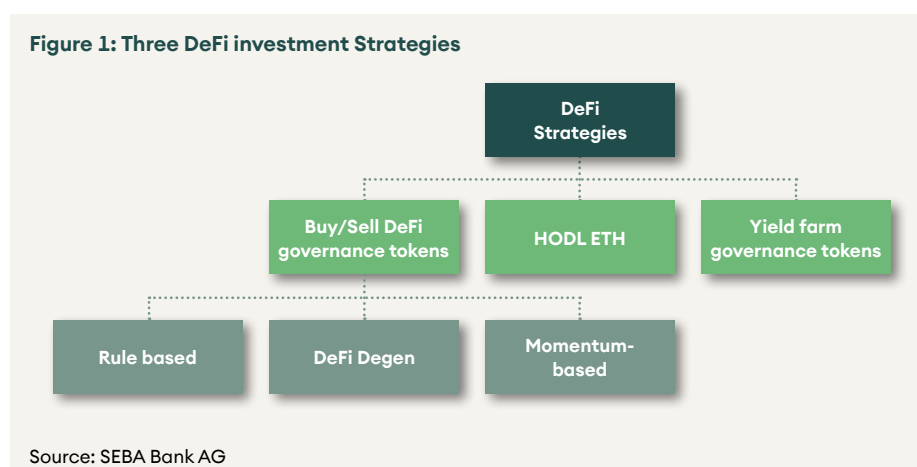 Figure 1: Three DeFi investment Strategies
DeFi
Strategies
Buy/Sell DeFi
governance tokens
HODL ETH
Yield farm
governance tokens
Rule based
DeFi Degen
Momentum-
based
Source: SEBA Bank AG